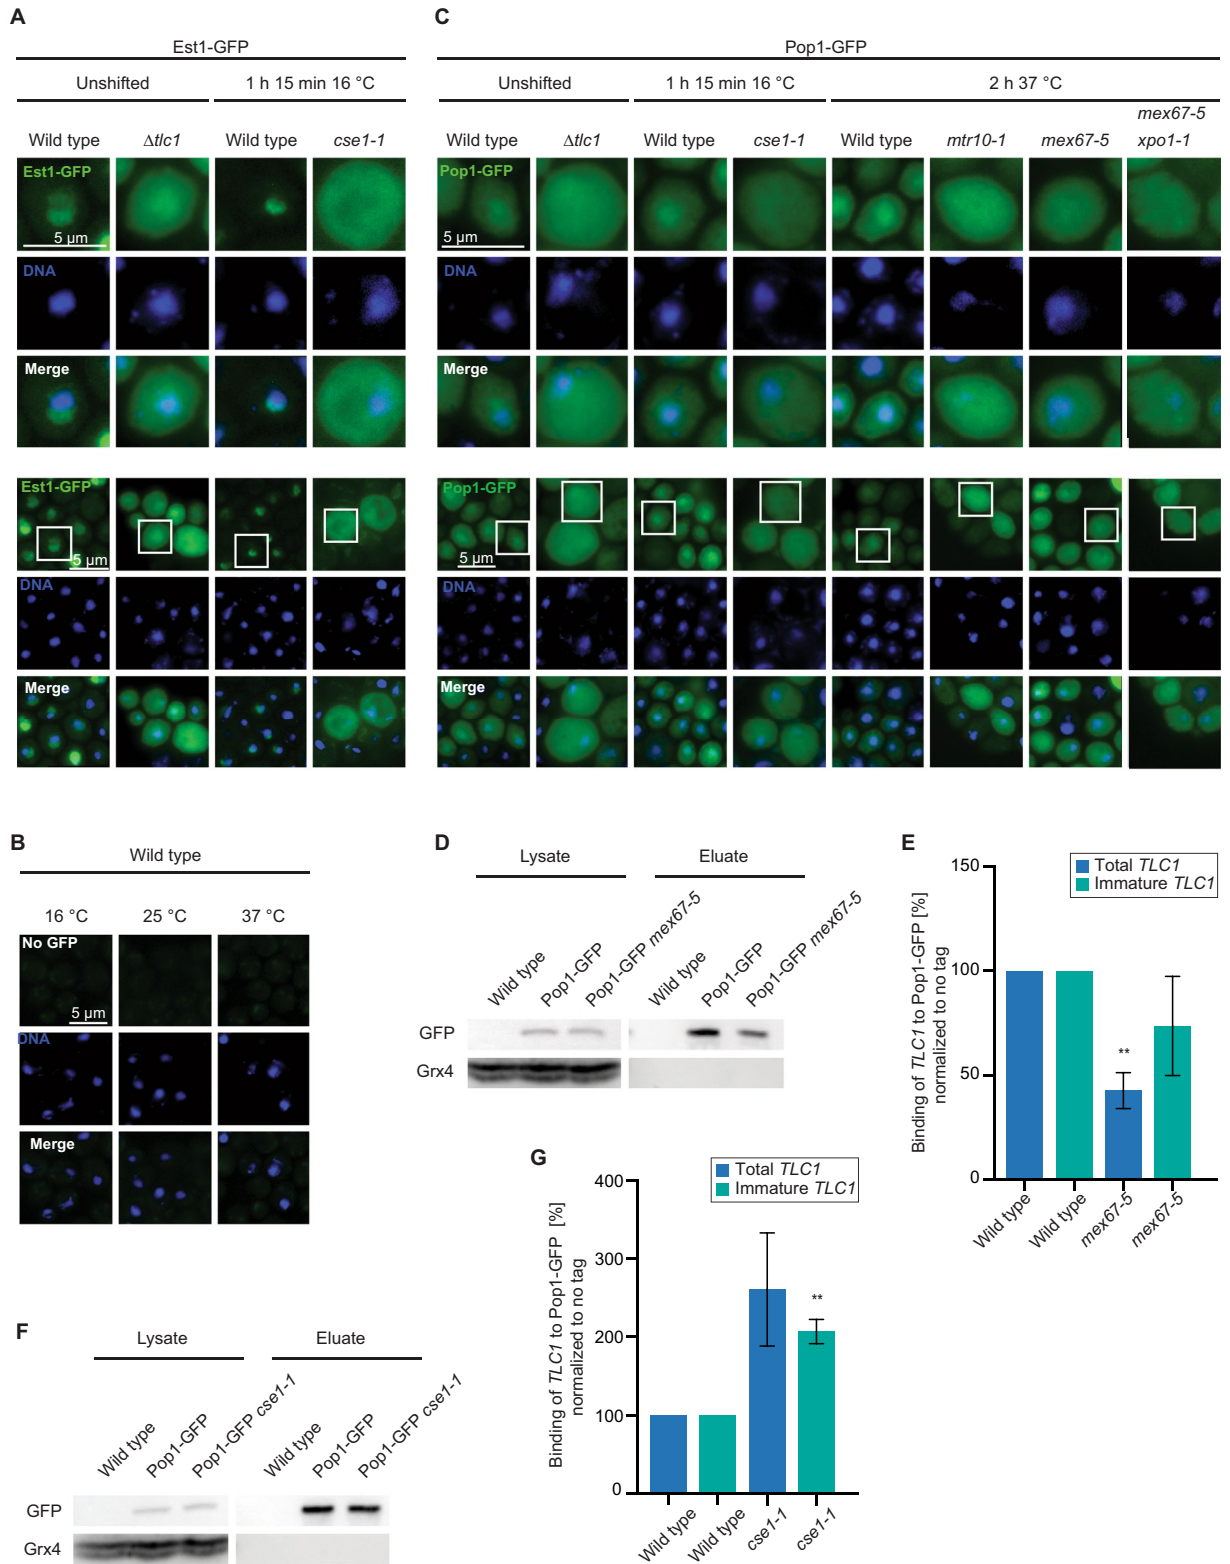 A
Est1-GFP
Unshifted
1 h 15 min 16 °C
Wild type
Δtlc1
Wild type
cse1-1
Est1-GFP
5 µm
DNA
Merge
Est1-GFP
5 µm
DNA
Merge
C
Pop1-GFP
Unshifted
1 h 15 min 16 °C
2 h 37 °C
Wild type
Δtlc1
Wild type
cse1-1
Wild type
mtr10-1
mex67-5
mex67-5
xpo1-1
Pop1-GFP
5 µm
DNA
Merge
Pop1-GFP
5 µm
DNA
Merge
B
Wild type
16 °C
25 °C
37 °C
No GFP
5 µm
DNA
Merge
D
Lysate
Eluate
Wild type
Pop1-GFP
Pop1-GFP mex67-5
Wild type
Pop1-GFP
Pop1-GFP mex67-5
GFP
Grx4
E
Total TLC1
Immature TLC1
Binding of TLC1 to Pop1-GFP [%]
normalized to no tag
150
100
50
0
**
Wild type
Wild type
mex67-5
mex67-5
F
Lysate
Eluate
Wild type
Pop1-GFP
Pop1-GFP cse1-1
Wild type
Pop1-GFP
Pop1-GFP cse1-1
GFP
Grx4
G
Total TLC1
Immature TLC1
Binding of TLC1 to Pop1-GFP [%]
normalized to no tag
400
300
200
100
0
**
Wild type
Wild type
cse1-1
cse1-1